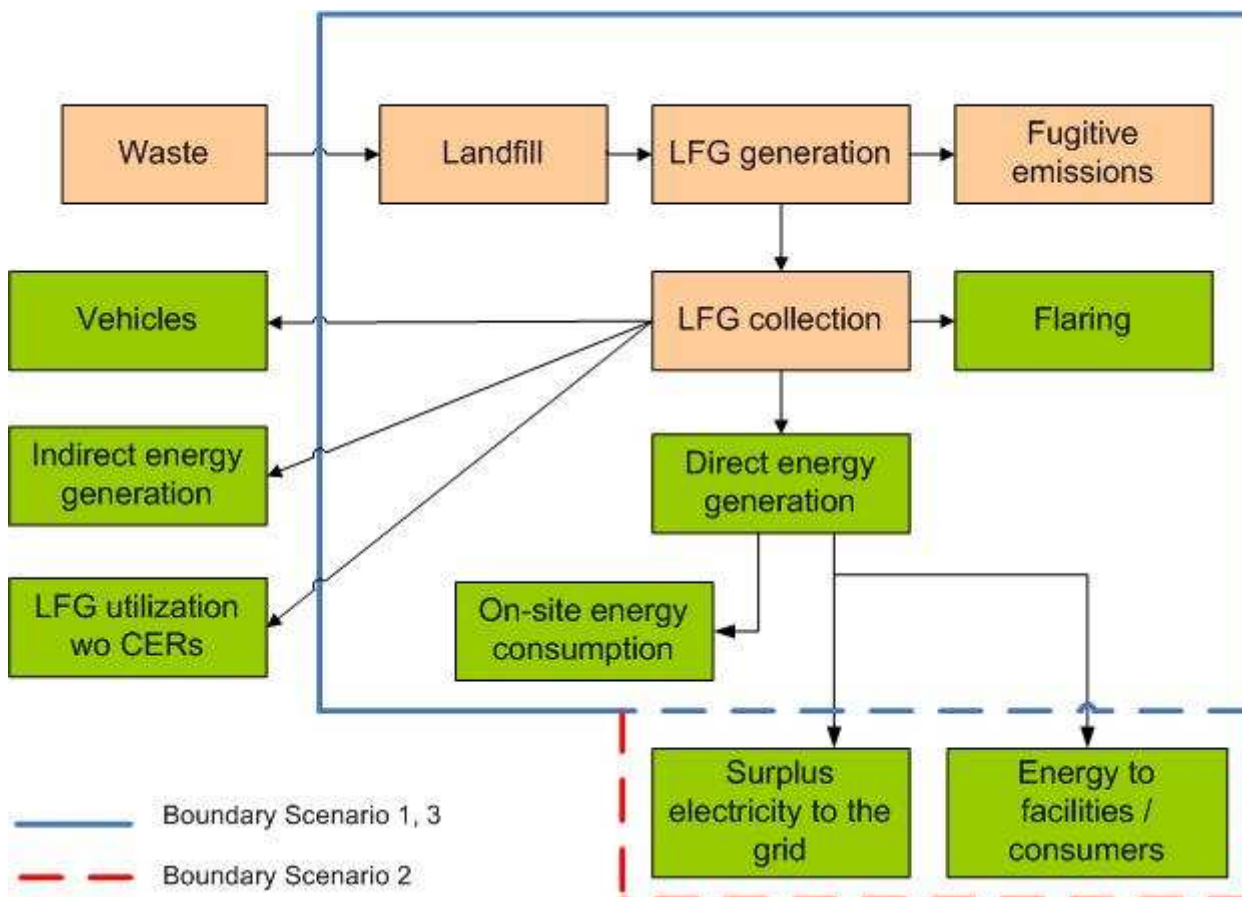 Waste
Landfill
LFG generation
Fugitive
emissions
Vehicles
LFG collection
Flaring
Indirect energy
generation
Direct energy
generation
LFG utilization
wo CERs
On-site energy
consumption
Surplus
electricity to the
grid
Energy to
facilities /
consumers
Boundary Scenario 1, 3
Boundary Scenario 2